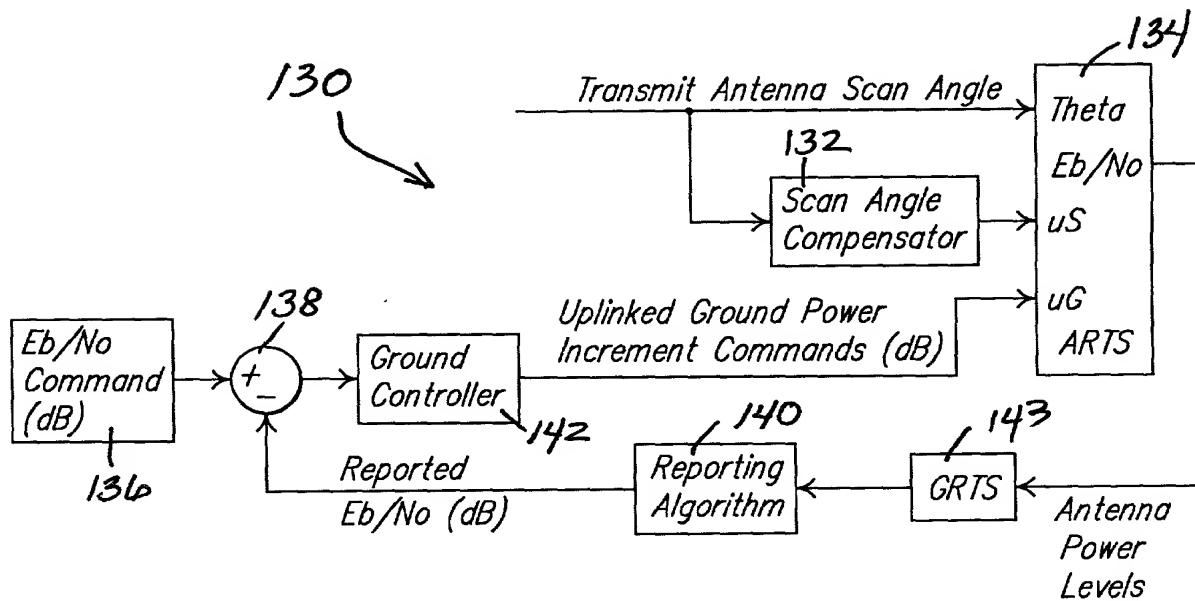 134
130
Transmit Antenna Scan Angle
Theta
132
Eb/No
Scan Angle
Compensator
uS
138
uG
Uplinked Ground Power
Increment Commands (dB)
ARTS
Eb/No
Command
(dB)
+
−
Ground
Controller
142
136
140
143
Reported
Eb/No (dB)
Reporting
Algorithm
GRTS
Antenna
Power
Levels